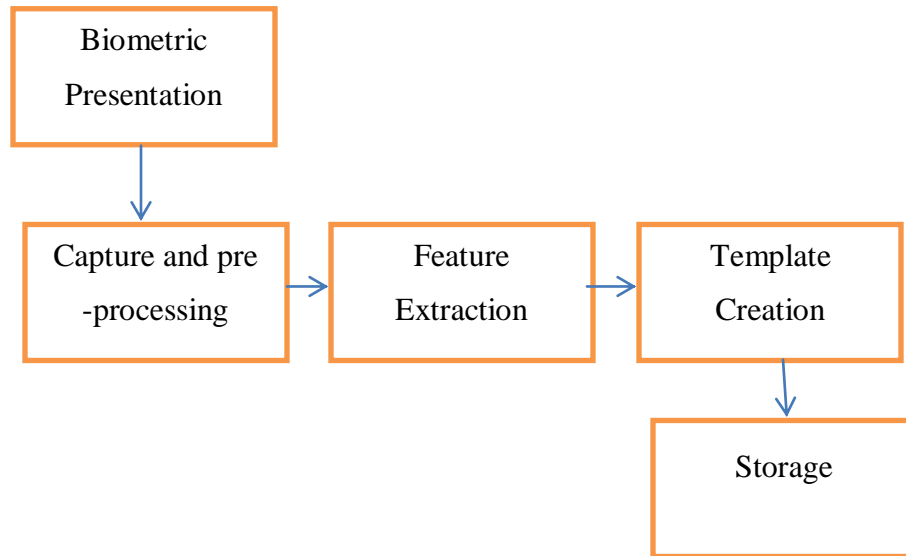 Biometric
Presentation
Capture and pre
-processing
Feature
Extraction
Template
Creation
Storage